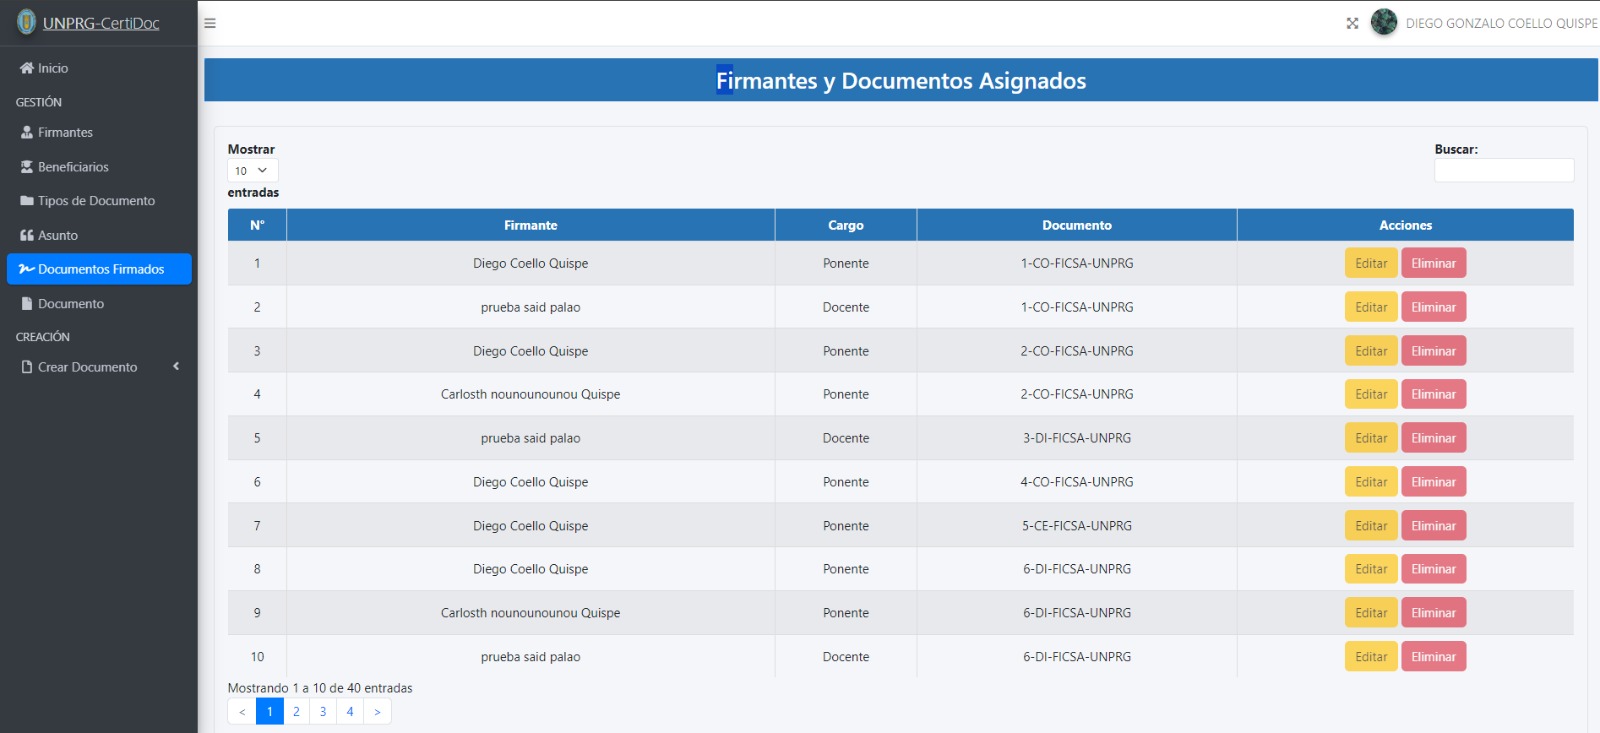 UNPRG-CertiDoc
DIEGO GONZALO COELLO QUISPE
Inicio
GESTIÓN
Firmantes
Beneficiarios
Tipos de Documento
Asunto
Documentos Firmados
Documento
CREACIÓN
Crear Documento
Firmantes y Documentos Asignados
Mostrar
10
entradas
Buscar:
N° Firmante Cargo Documento Acciones
1 Diego Coello Quispe Ponente 1-CO-FICSA-UNPRG Editar Eliminar
2 prueba said palao Docente 1-CO-FICSA-UNPRG Editar Eliminar
3 Diego Coello Quispe Ponente 2-CO-FICSA-UNPRG Editar Eliminar
4 Carlosth nounounounou Quispe Ponente 2-CO-FICSA-UNPRG Editar Eliminar
5 prueba said palao Docente 3-DI-FICSA-UNPRG Editar Eliminar
6 Diego Coello Quispe Ponente 4-CO-FICSA-UNPRG Editar Eliminar
7 Diego Coello Quispe Ponente 5-CE-FICSA-UNPRG Editar Eliminar
8 Diego Coello Quispe Ponente 6-DI-FICSA-UNPRG Editar Eliminar
9 Carlosth nounounounou Quispe Ponente 6-DI-FICSA-UNPRG Editar Eliminar
10 prueba said palao Docente 6-DI-FICSA-UNPRG Editar Eliminar
Mostrando 1 a 10 de 40 entradas
< 1 2 3 4 >